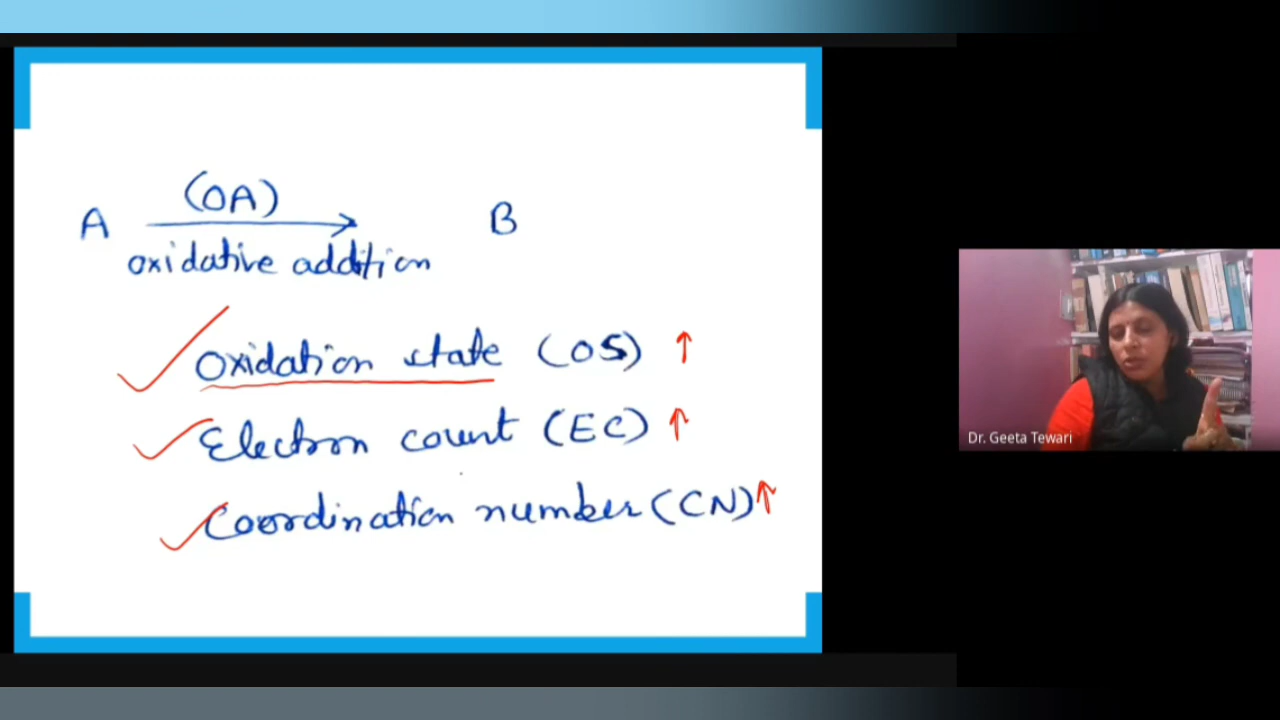 (OA)
A ⟶ B
oxidative addition
✓ Oxidation state (OS) ↑
✓ Electron count (EC) ↑
✓ Coordination number (CN) ↑
Dr. Geeta Tewari